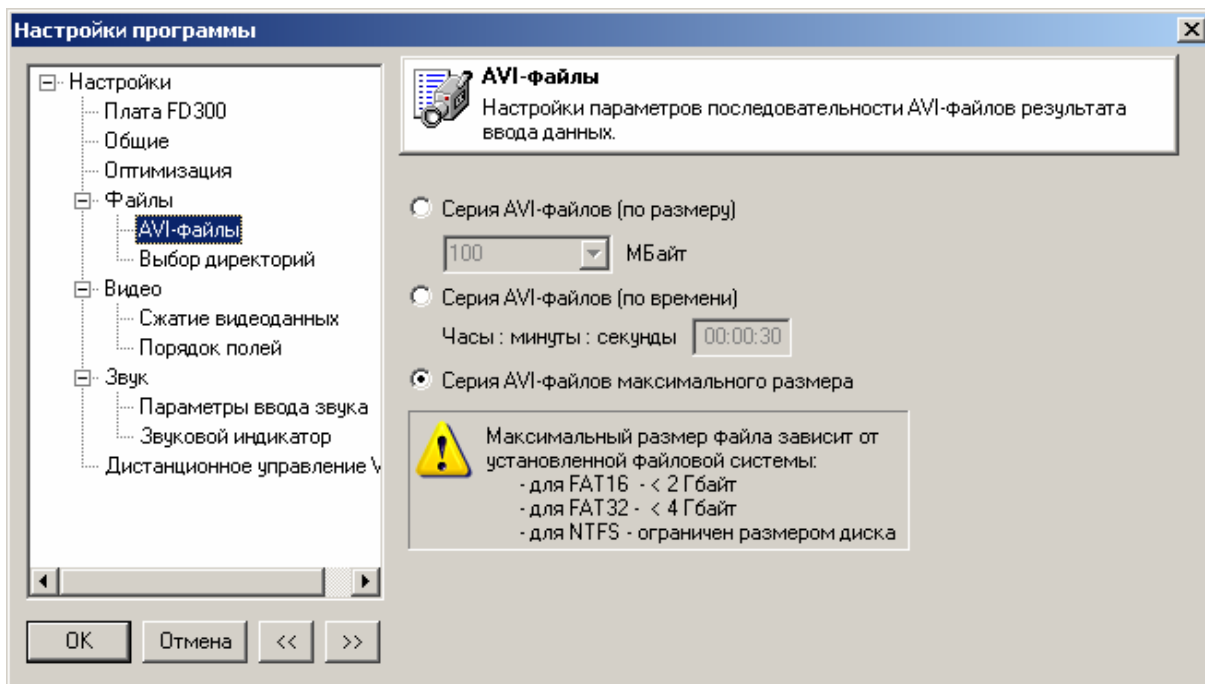 Настройки программы
Настройки
Плата FD300
Общие
Оптимизация
Файлы
AVI-файлы
Выбор директорий
Видео
Сжатие видеоданных
Порядок полей
Звук
Параметры ввода звука
Звуковой индикатор
Дистанционное управление V
OK
Отмена
<<
>>
AVI-файлы
Настройки параметров последовательности AVI-файлов результата
ввода данных.
Серия AVI-файлов (по размеру)
100 МБайт
Серия AVI-файлов (по времени)
Часы : минуты : секунды 00:00:30
Серия AVI-файлов максимального размера
Максимальный размер файла зависит от
установленной файловой системы:
- для FAT16 - < 2 Гбайт
- для FAT32 - < 4 Гбайт
- для NTFS - ограничен размером диска